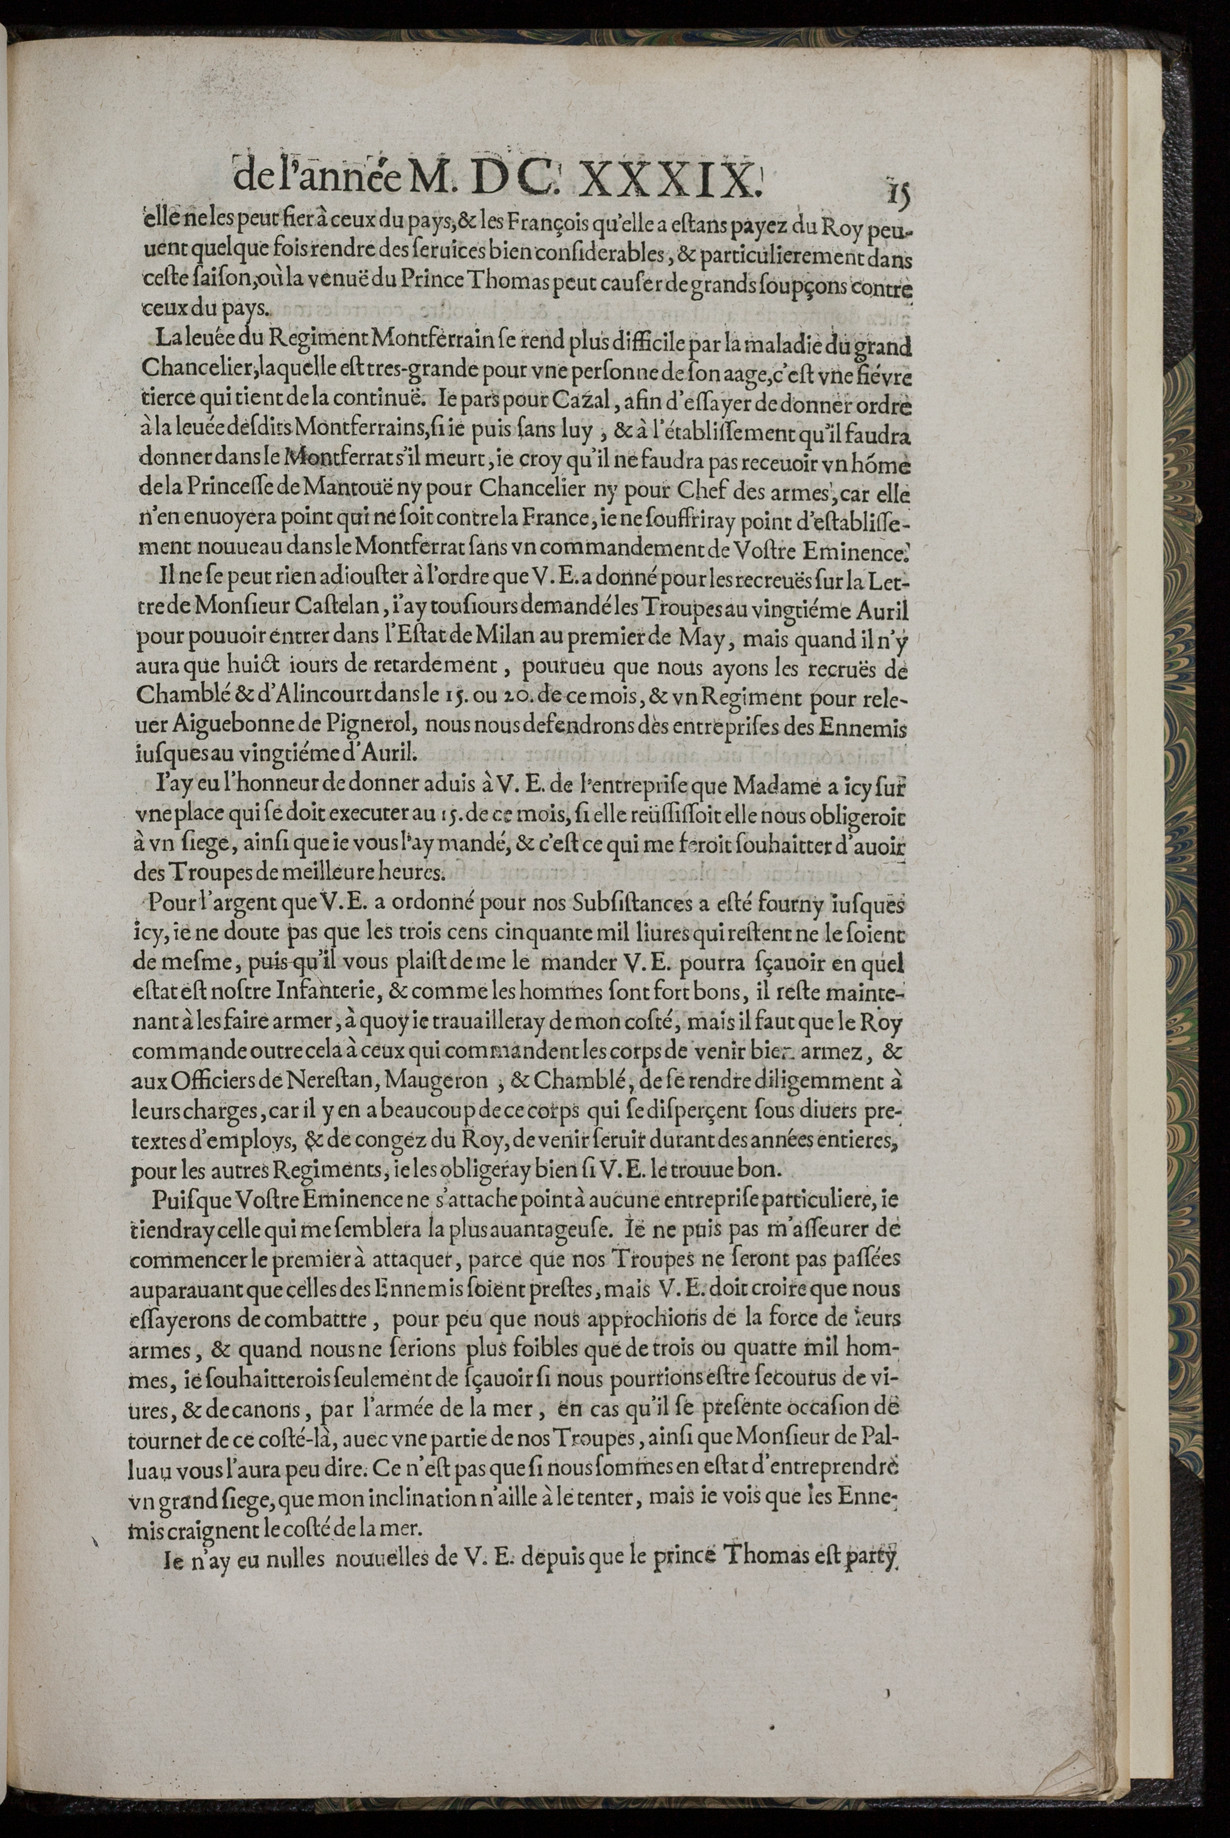 de l'année M. DC. XXXIX. 15
elle ne les peut fier à ceux du pays, & les François qu'elle a estans payez du Roy peu-
uent quelque fois rendre des seruices bien considerables, & particulierement dans
ceste saison, où la venuë du Prince Thomas peut causer de grands soupçons contre
ceux du pays.
La leuée du Regiment Montferrain se rend plus difficile par la maladie du grand
Chancelier, laquelle est tres-grande pour vne personne de son aage, c'est vne fiévre
tierce qui tient de la continuë. Ie pars pour Cazal, afin d'essayer de donner ordre
à la leuée desdits Montferrains, si ie puis sans luy, & à l'établissement qu'il faudra
donner dans le Montferrat s'il meurt, ie croy qu'il ne faudra pas receuoir vn hõme
de la Princesse de Mantouë ny pour Chancelier ny pour Chef des armes, car elle
n'en enuoyera point qui ne soit contre la France, ie ne souffriray point d'establisse-
ment nouueau dans le Montferrat sans vn commandement de Vostre Eminence.
Il ne se peut rien adiouster à l'ordre que V. E. a donné pour les recreuës sur la Let-
tre de Monsieur Castelan, i'ay tousiours demandé les Troupes au vingtiéme Auril
pour pouuoir entrer dans l'Estat de Milan au premier de May, mais quand il n'y
aura que huict iours de retardement, pourueu que nous ayons les recruës de
Chamblé & d'Alincourt dans le 15. ou 20. de ce mois, & vn Regiment pour rele-
uer Aiguebonne de Pignerol, nous nous defendrons des entreprises des Ennemis
iusques au vingtiéme d'Auril.
I'ay eu l'honneur de donner aduis à V. E. de l'entreprise que Madame a icy sur
vne place qui se doit executer au 15. de ce mois, si elle reüssissoit elle nous obligeroit
à vn siege, ainsi que ie vous l'ay mandé, & c'est ce qui me feroit souhaitter d'auoir
des Troupes de meilleure heures.
Pour l'argent que V. E. a ordonné pour nos Subsistances a esté fourny iusques
icy, ie ne doute pas que les trois cens cinquante mil liures qui restent ne le soient
de mesme, puis qu'il vous plaist de me le mander V. E. pourra sçauoir en quel
estat est nostre Infanterie, & comme les hommes sont fort bons, il reste mainte-
nant à les faire armer, à quoy ie trauailleray de mon costé, mais il faut que le Roy
commande outre cela à ceux qui commandent les corps de venir bien armez, &
aux Officiers de Nerestan, Maugeron, & Chamblé, de se rendre diligemment à
leurs charges, car il y en a beaucoup de ce corps qui se disperçent sous diuers pre-
textes d'employs, & de congez du Roy, de venir seruir durant des années entieres,
pour les autres Regiments, ie les obligeray bien si V. E. le trouue bon.
Puisque Vostre Eminence ne s'attache point à aucune entreprise particuliere, ie
tiendray celle qui me semblera la plus auantageuse. Ie ne puis pas m'asseurer de
commencer le premier à attaquer, parce que nos Troupes ne seront pas passées
auparauant que celles des Ennemis soient prestes, mais V. E. doit croire que nous
essayerons de combattre, pour peu que nous approchions de la force de leurs
armes, & quand nous ne serions plus foibles que de trois ou quatre mil hom-
mes, ie souhaitterois seulement de sçauoir si nous pourrions estre secourus de vi-
ures, & de canons, par l'armée de la mer, en cas qu'il se presente occasion de
tourner de ce costé-là, auec vne partie de nos Troupes, ainsi que Monsieur de Pal-
luau vous l'aura peu dire. Ce n'est pas que si nous sommes en estat d'entreprendre
vn grand siege, que mon inclination n'aille à le tenter, mais ie vois que les Enne-
mis craignent le costé de la mer.
Ie n'ay eu nulles nouuelles de V. E. depuis que le prince Thomas est party